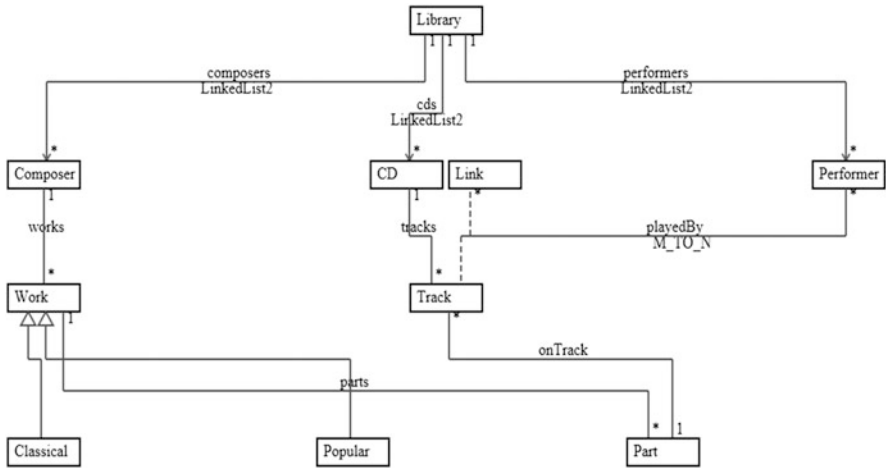 Library
1 1 1
composers
LinkedList2
cds
LinkedList2
performers
LinkedList2
* * *
Composer
CD
Link
Performer
1 1 * *
works
tracks
playedBy
M_TO_N
* *
Work
Track
1 *
onTrack
parts
* 1
Classical
Popular
Part